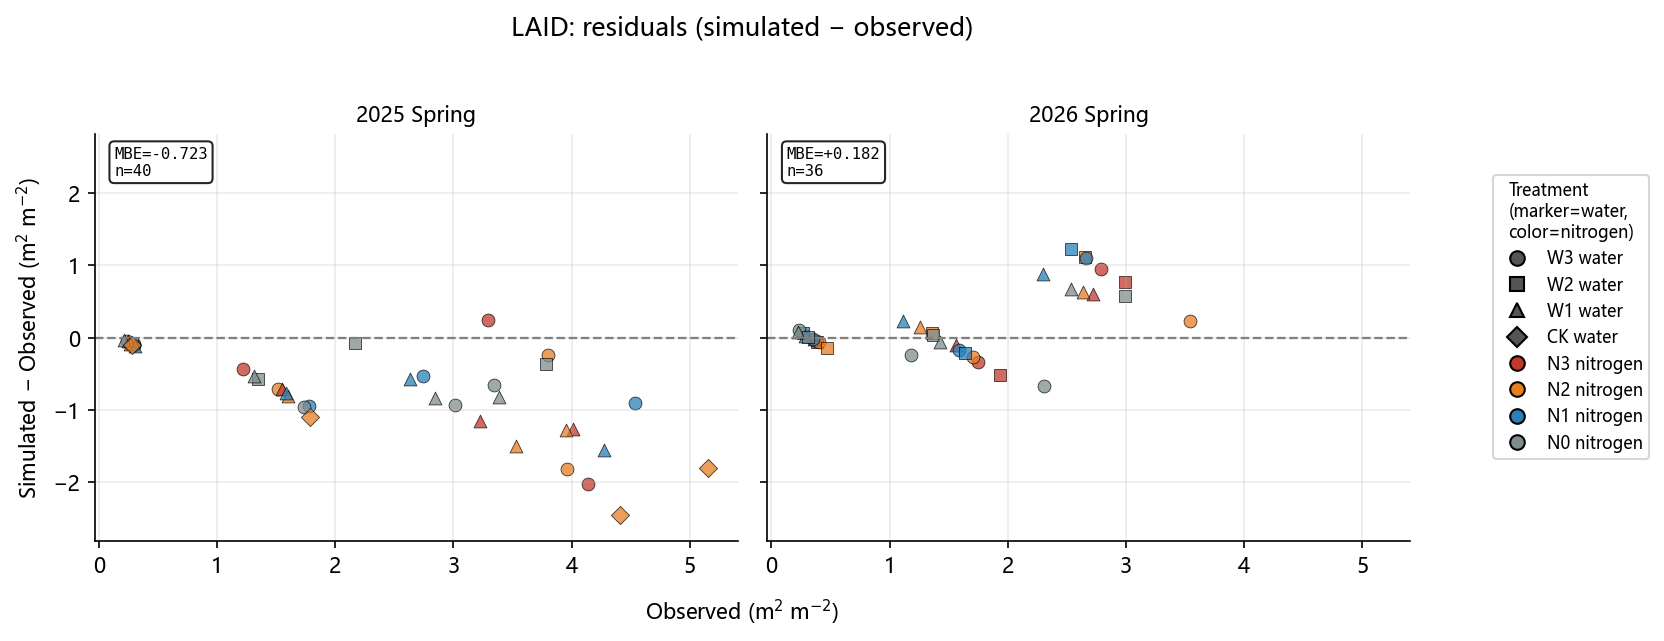 LAID: residuals (simulated − observed)
2025 Spring
2026 Spring
MBE=-0.723
n=40
MBE=+0.182
n=36
Simulated − Observed (m² m⁻²)
2
1
0
−1
−2
0 1 2 3 4 5
0 1 2 3 4 5
Observed (m² m⁻²)
Treatment
(marker=water,
color=nitrogen)
W3 water
W2 water
W1 water
CK water
N3 nitrogen
N2 nitrogen
N1 nitrogen
N0 nitrogen